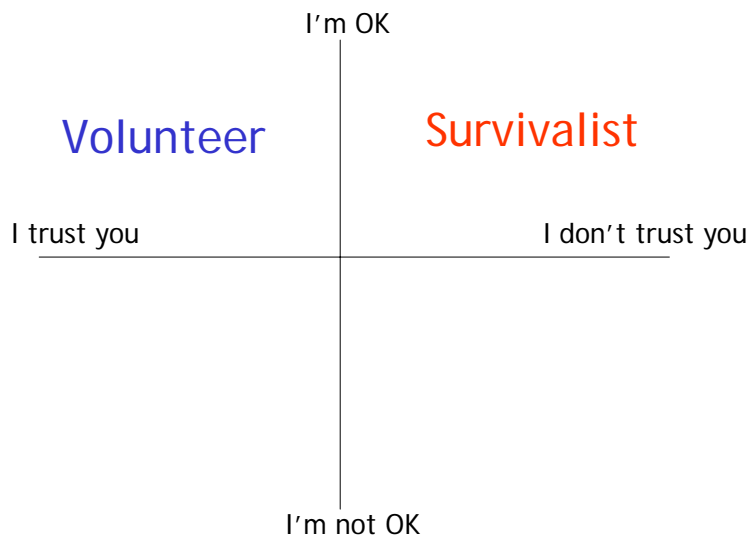 I'm OK
Volunteer
Survivalist
I trust you
I don't trust you
I'm not OK